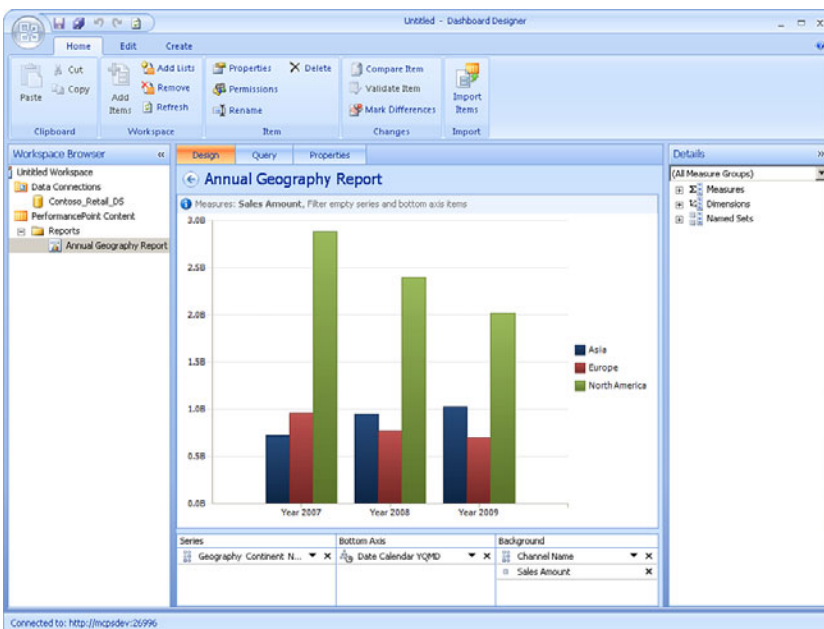 Untitled - Dashboard Designer
Home Edit Create
Paste
Cut
Copy
Clipboard
Add Items
Add Lists
Remove
Refresh
Workspace
Properties
Permissions
Rename
Delete
Item
Compare Item
Validate Item
Mark Differences
Changes
Import Items
Import
Workspace Browser «
Untitled Workspace
Data Connections
Contoso_Retail_DS
PerformancePoint Content
Reports
Annual Geography Report
Design Query Properties
Annual Geography Report
Measures: Sales Amount, Filter empty series and bottom axis items
3.0B
2.5B
2.0B
1.5B
1.0B
0.5B
0.0B
Year 2007 Year 2008 Year 2009
Asia
Europe
North America
Series
Geography Continent N...
Bottom Axis
Date Calendar YQMD
Background
Channel Name
Sales Amount
Details »
(All Measure Groups)
Measures
Dimensions
Named Sets
Connected to: http://mcpsdev:26996